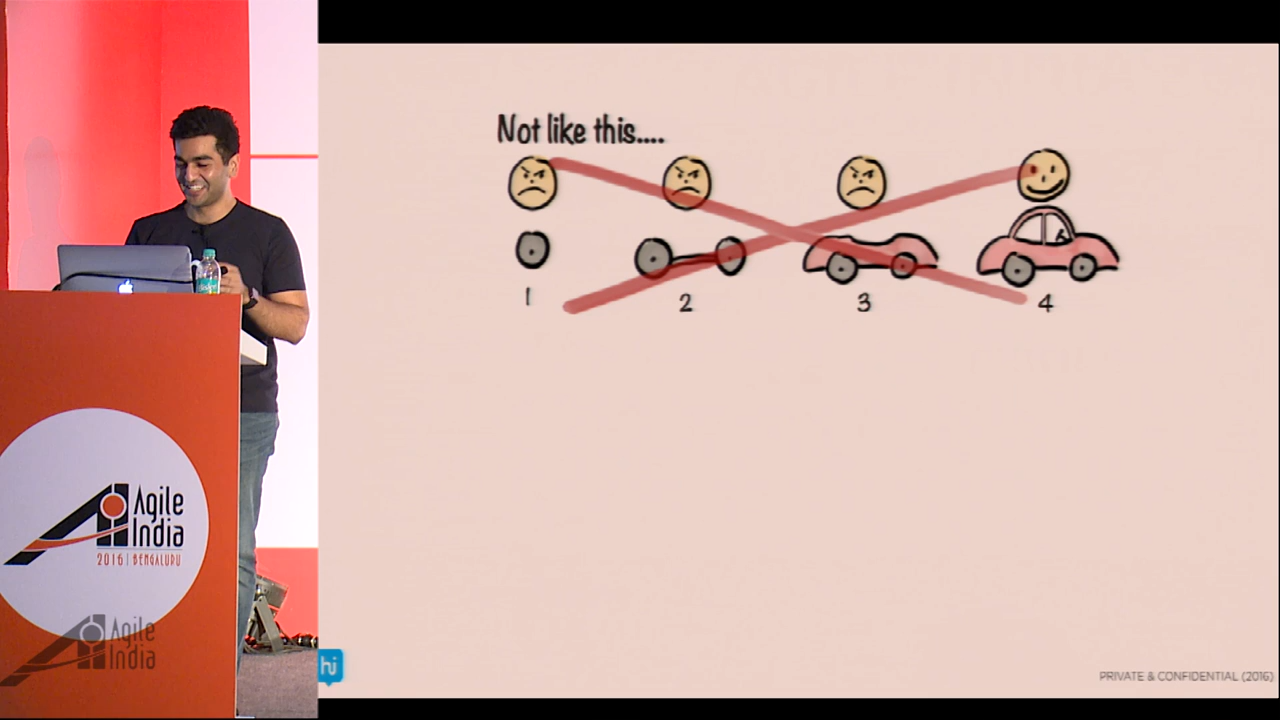 Not like this....
1
2
3
4
Agile
India
2016 | BENGALURU
Agile
India
hi
PRIVATE & CONFIDENTIAL (2016)